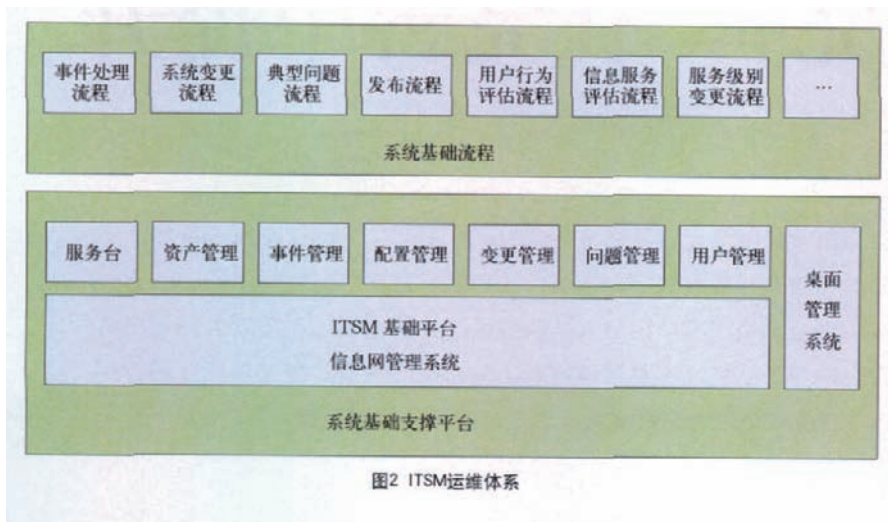 事件处理
流程
系统变更
流程
典型问题
流程
发布流程
用户行为
评估流程
信息服务
评估流程
服务级别
变更流程
…
系统基础流程
服务台
资产管理
事件管理
配置管理
变更管理
问题管理
用户管理
桌面
管理
系统
ITSM 基础平台
信息网管理系统
系统基础支撑平台
图2 ITSM运维体系